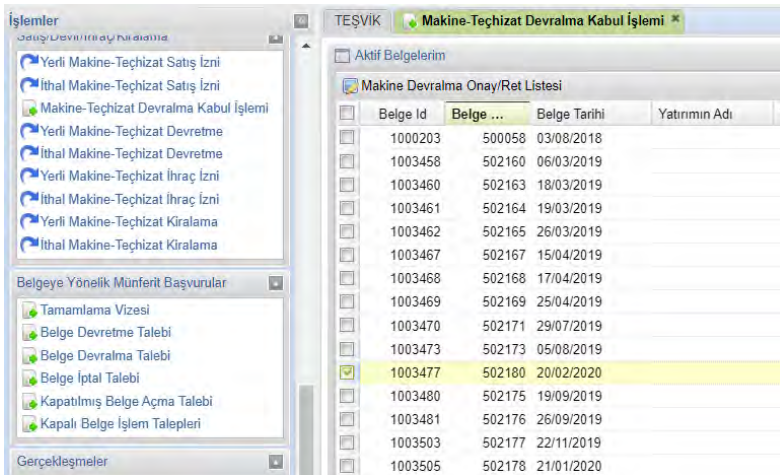 İşlemler
Satış/Devir/İhraç/Kiralama
Yerli Makine-Teçhizat Satış İzni
İthal Makine-Teçhizat Satış İzni
Makine-Teçhizat Devralma Kabul İşlemi
Yerli Makine-Teçhizat Devretme
İthal Makine-Teçhizat Devretme
Yerli Makine-Teçhizat İhraç İzni
İthal Makine-Teçhizat İhraç İzni
Yerli Makine-Teçhizat Kiralama
İthal Makine-Teçhizat Kiralama
Belgeye Yönelik Münferit Başvurular
Tamamlama Vizesi
Belge Devretme Talebi
Belge Devralma Talebi
Belge İptal Talebi
Kapatılmış Belge Açma Talebi
Kapalı Belge İşlem Talepleri
Gerçekleşmeler
TEŞVİK Makine-Teçhizat Devralma Kabul İşlemi
Aktif Belgelerim
Makine Devralma Onay/Ret Listesi
Belge Id Belge ... Belge Tarihi Yatırımın Adı
1000203 500058 03/08/2018
1003458 502160 06/03/2019
1003460 502163 18/03/2019
1003461 502164 19/03/2019
1003462 502165 26/03/2019
1003467 502167 15/04/2019
1003468 502168 17/04/2019
1003469 502169 25/04/2019
1003470 502171 29/07/2019
1003473 502173 05/08/2019
1003477 502180 20/02/2020
1003480 502175 19/09/2019
1003481 502176 26/09/2019
1003503 502177 22/11/2019
1003505 502178 21/01/2020